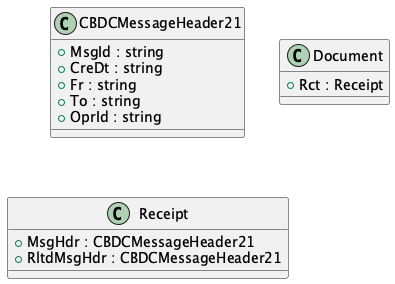 C CBDCMessageHeader21
MsgId : string
CreDt : string
Fr : string
To : string
OprId : string
C Document
Rct : Receipt
C Receipt
MsgHdr : CBDCMessageHeader21
RltdMsgHdr : CBDCMessageHeader21